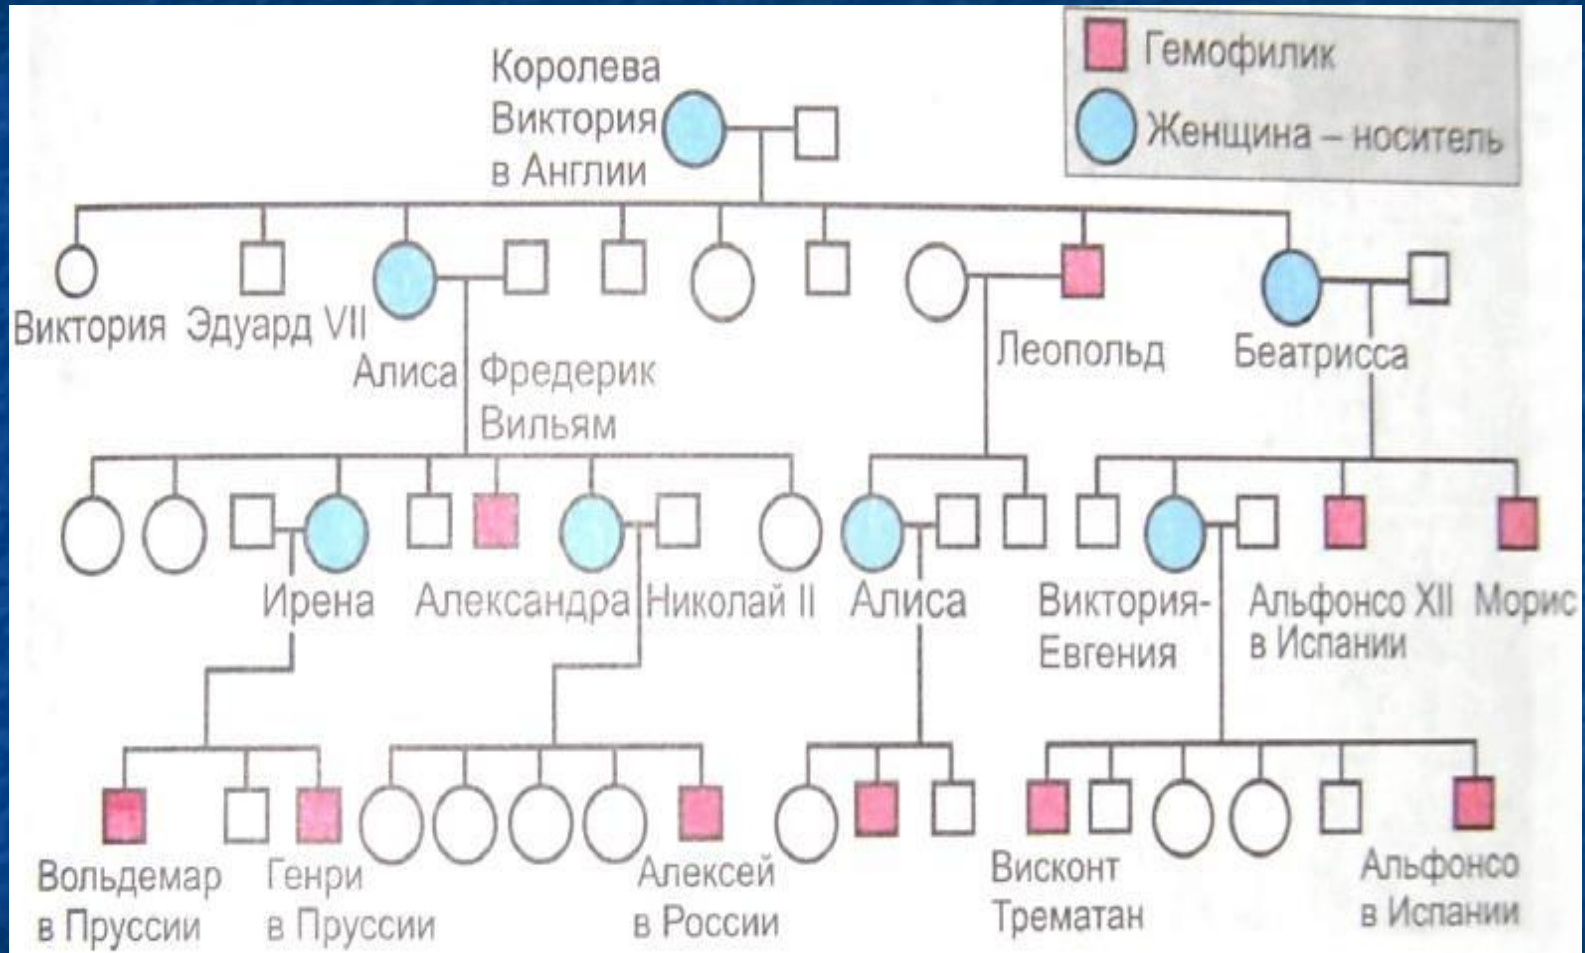 Королева
Виктория
в Англии
Гемофилик
Женщина – носитель
Виктория
Эдуард VII
Алиса
Фредерик
Вильям
Леопольд
Беатрисса
Ирена
Александра
Николай II
Алиса
Виктория-
Евгения
Альфонсо XII
в Испании
Морис
Вольдемар
в Пруссии
Генри
в Пруссии
Алексей
в России
Висконт
Трематан
Альфонсо
в Испании